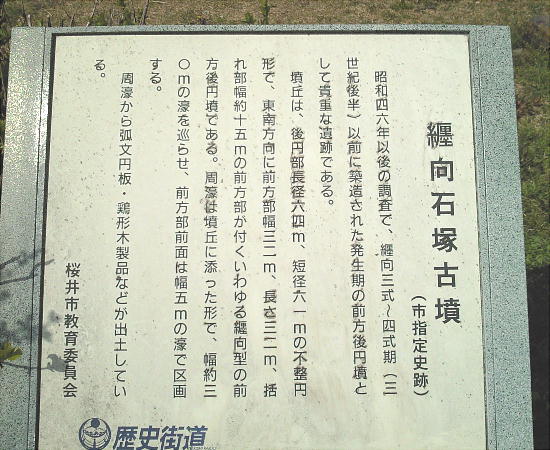 纒向石塚古墳
（市指定史跡）
昭和四六年以後の調査で、纒向三式～四式期（三
世紀後半）以前に築造された発生期の前方後円墳と
して貴重な遺跡である。
墳丘は、後円部長径六四m、短径六一mの不整円
形で、東南方向に前方部幅三二m、長さ三二m、括
れ部幅約十五mの前方部が付くいわゆる纒向型の前
方後円墳である。周濠は墳丘に添った形で、幅約三
〇mの濠を巡らせ、前方部前面は幅五mの濠で区画
する。
周濠から弧文円板・鶏形木製品などが出土してい
る。
桜井市教育委員会
歴史街道